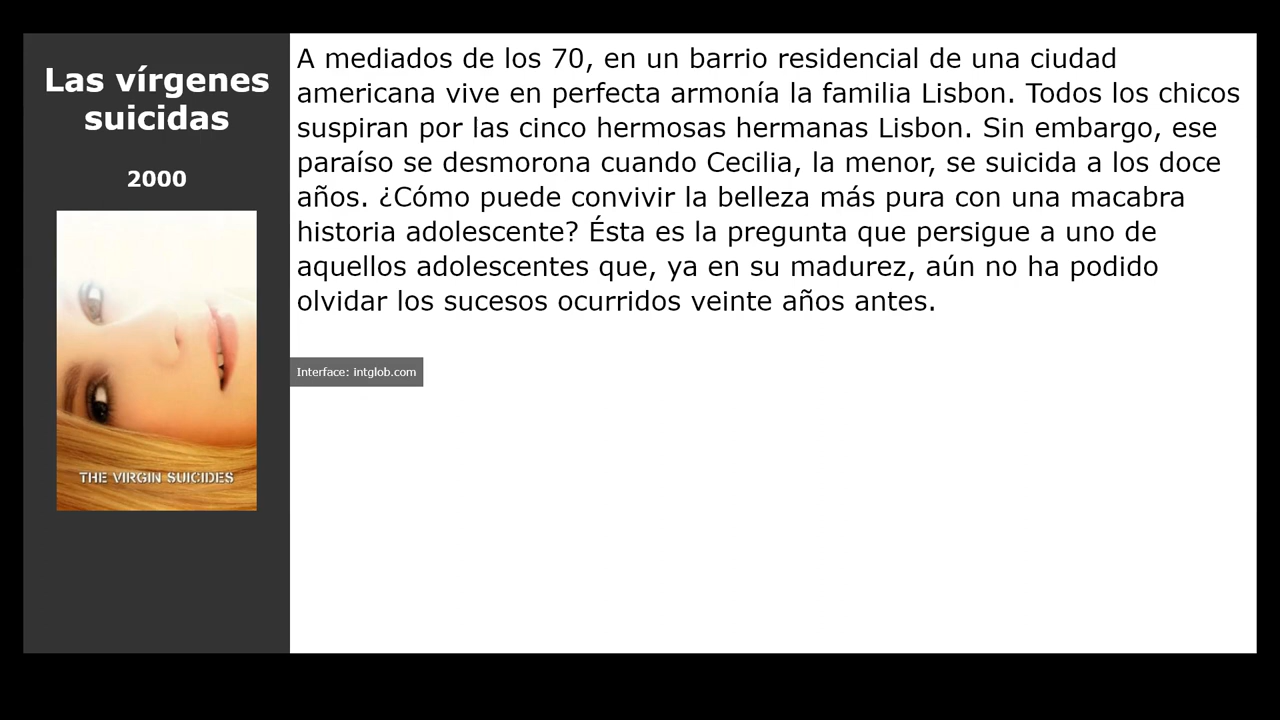 Las vírgenes
suicidas
2000
THE VIRGIN SUICIDES
A mediados de los 70, en un barrio residencial de una ciudad
americana vive en perfecta armonía la familia Lisbon. Todos los chicos
suspiran por las cinco hermosas hermanas Lisbon. Sin embargo, ese
paraíso se desmorona cuando Cecilia, la menor, se suicida a los doce
años. ¿Cómo puede convivir la belleza más pura con una macabra
historia adolescente? Ésta es la pregunta que persigue a uno de
aquellos adolescentes que, ya en su madurez, aún no ha podido
olvidar los sucesos ocurridos veinte años antes.
Interface: intglob.com